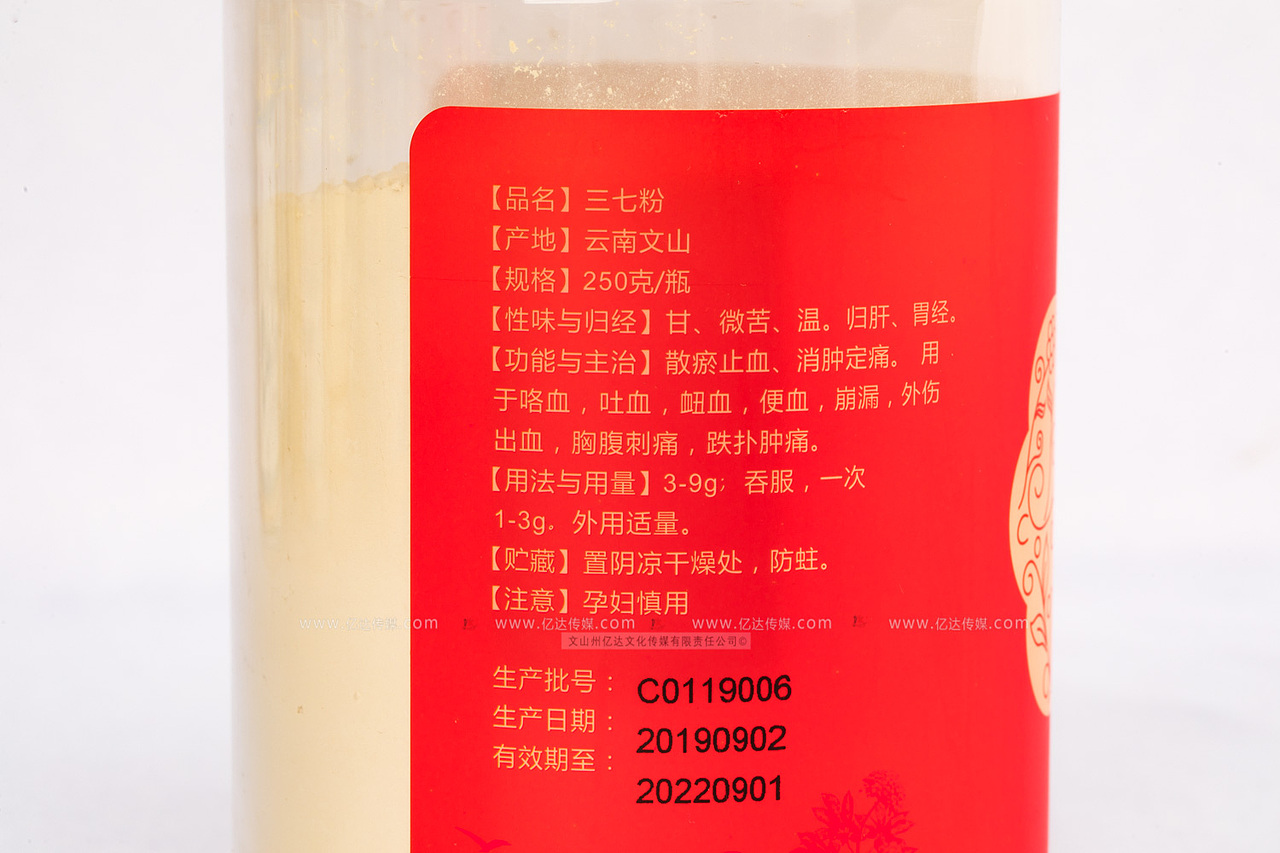 【品名】三七粉
【产地】云南文山
【规格】250克/瓶
【性味与归经】甘、微苦、温。归肝、胃经。
【功能与主治】散瘀止血、消肿定痛。 用
于咯血，吐血，衄血，便血，崩漏，外伤
出血，胸腹刺痛，跌扑肿痛。
【用法与用量】3-9g；吞服，一次
1-3g。外用适量。
【贮藏】置阴凉干燥处，防蛀。
【注意】孕妇慎用
www.亿达传媒.com www.亿达传媒.com www.亿达传媒.com www.亿达传媒.com
文山州亿达文化传媒有限责任公司©
生产批号：C0119006
生产日期：20190902
有效期至：20220901